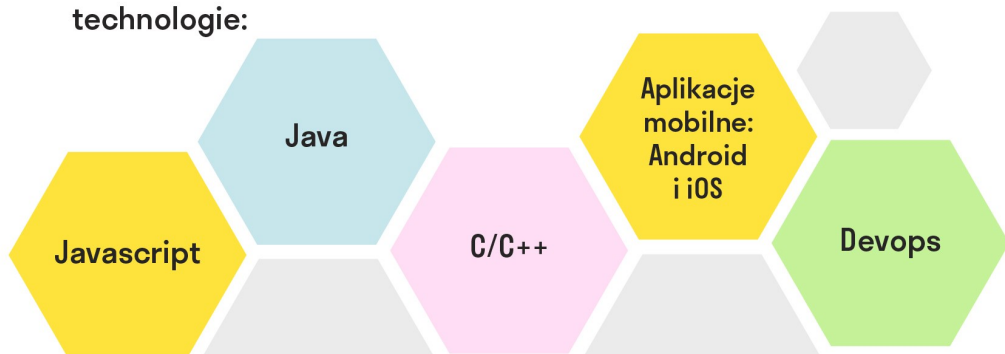 technologie:
Javascript
Java
C/C++
Aplikacje
mobilne:
Android
i iOS
Devops